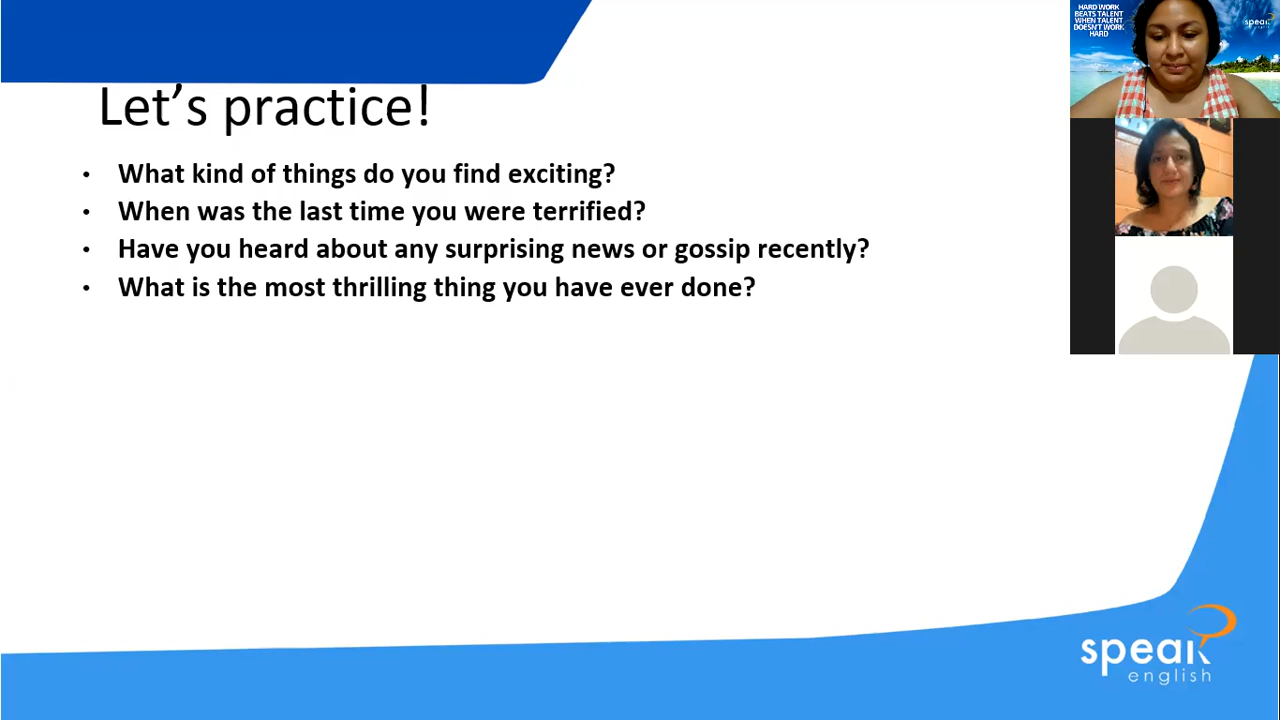 Let's practice!
• What kind of things do you find exciting?
• When was the last time you were terrified?
• Have you heard about any surprising news or gossip recently?
• What is the most thrilling thing you have ever done?
HARD WORK
BEATS TALENT
WHEN TALENT
DOESN'T WORK
HARD
speak
speak
english